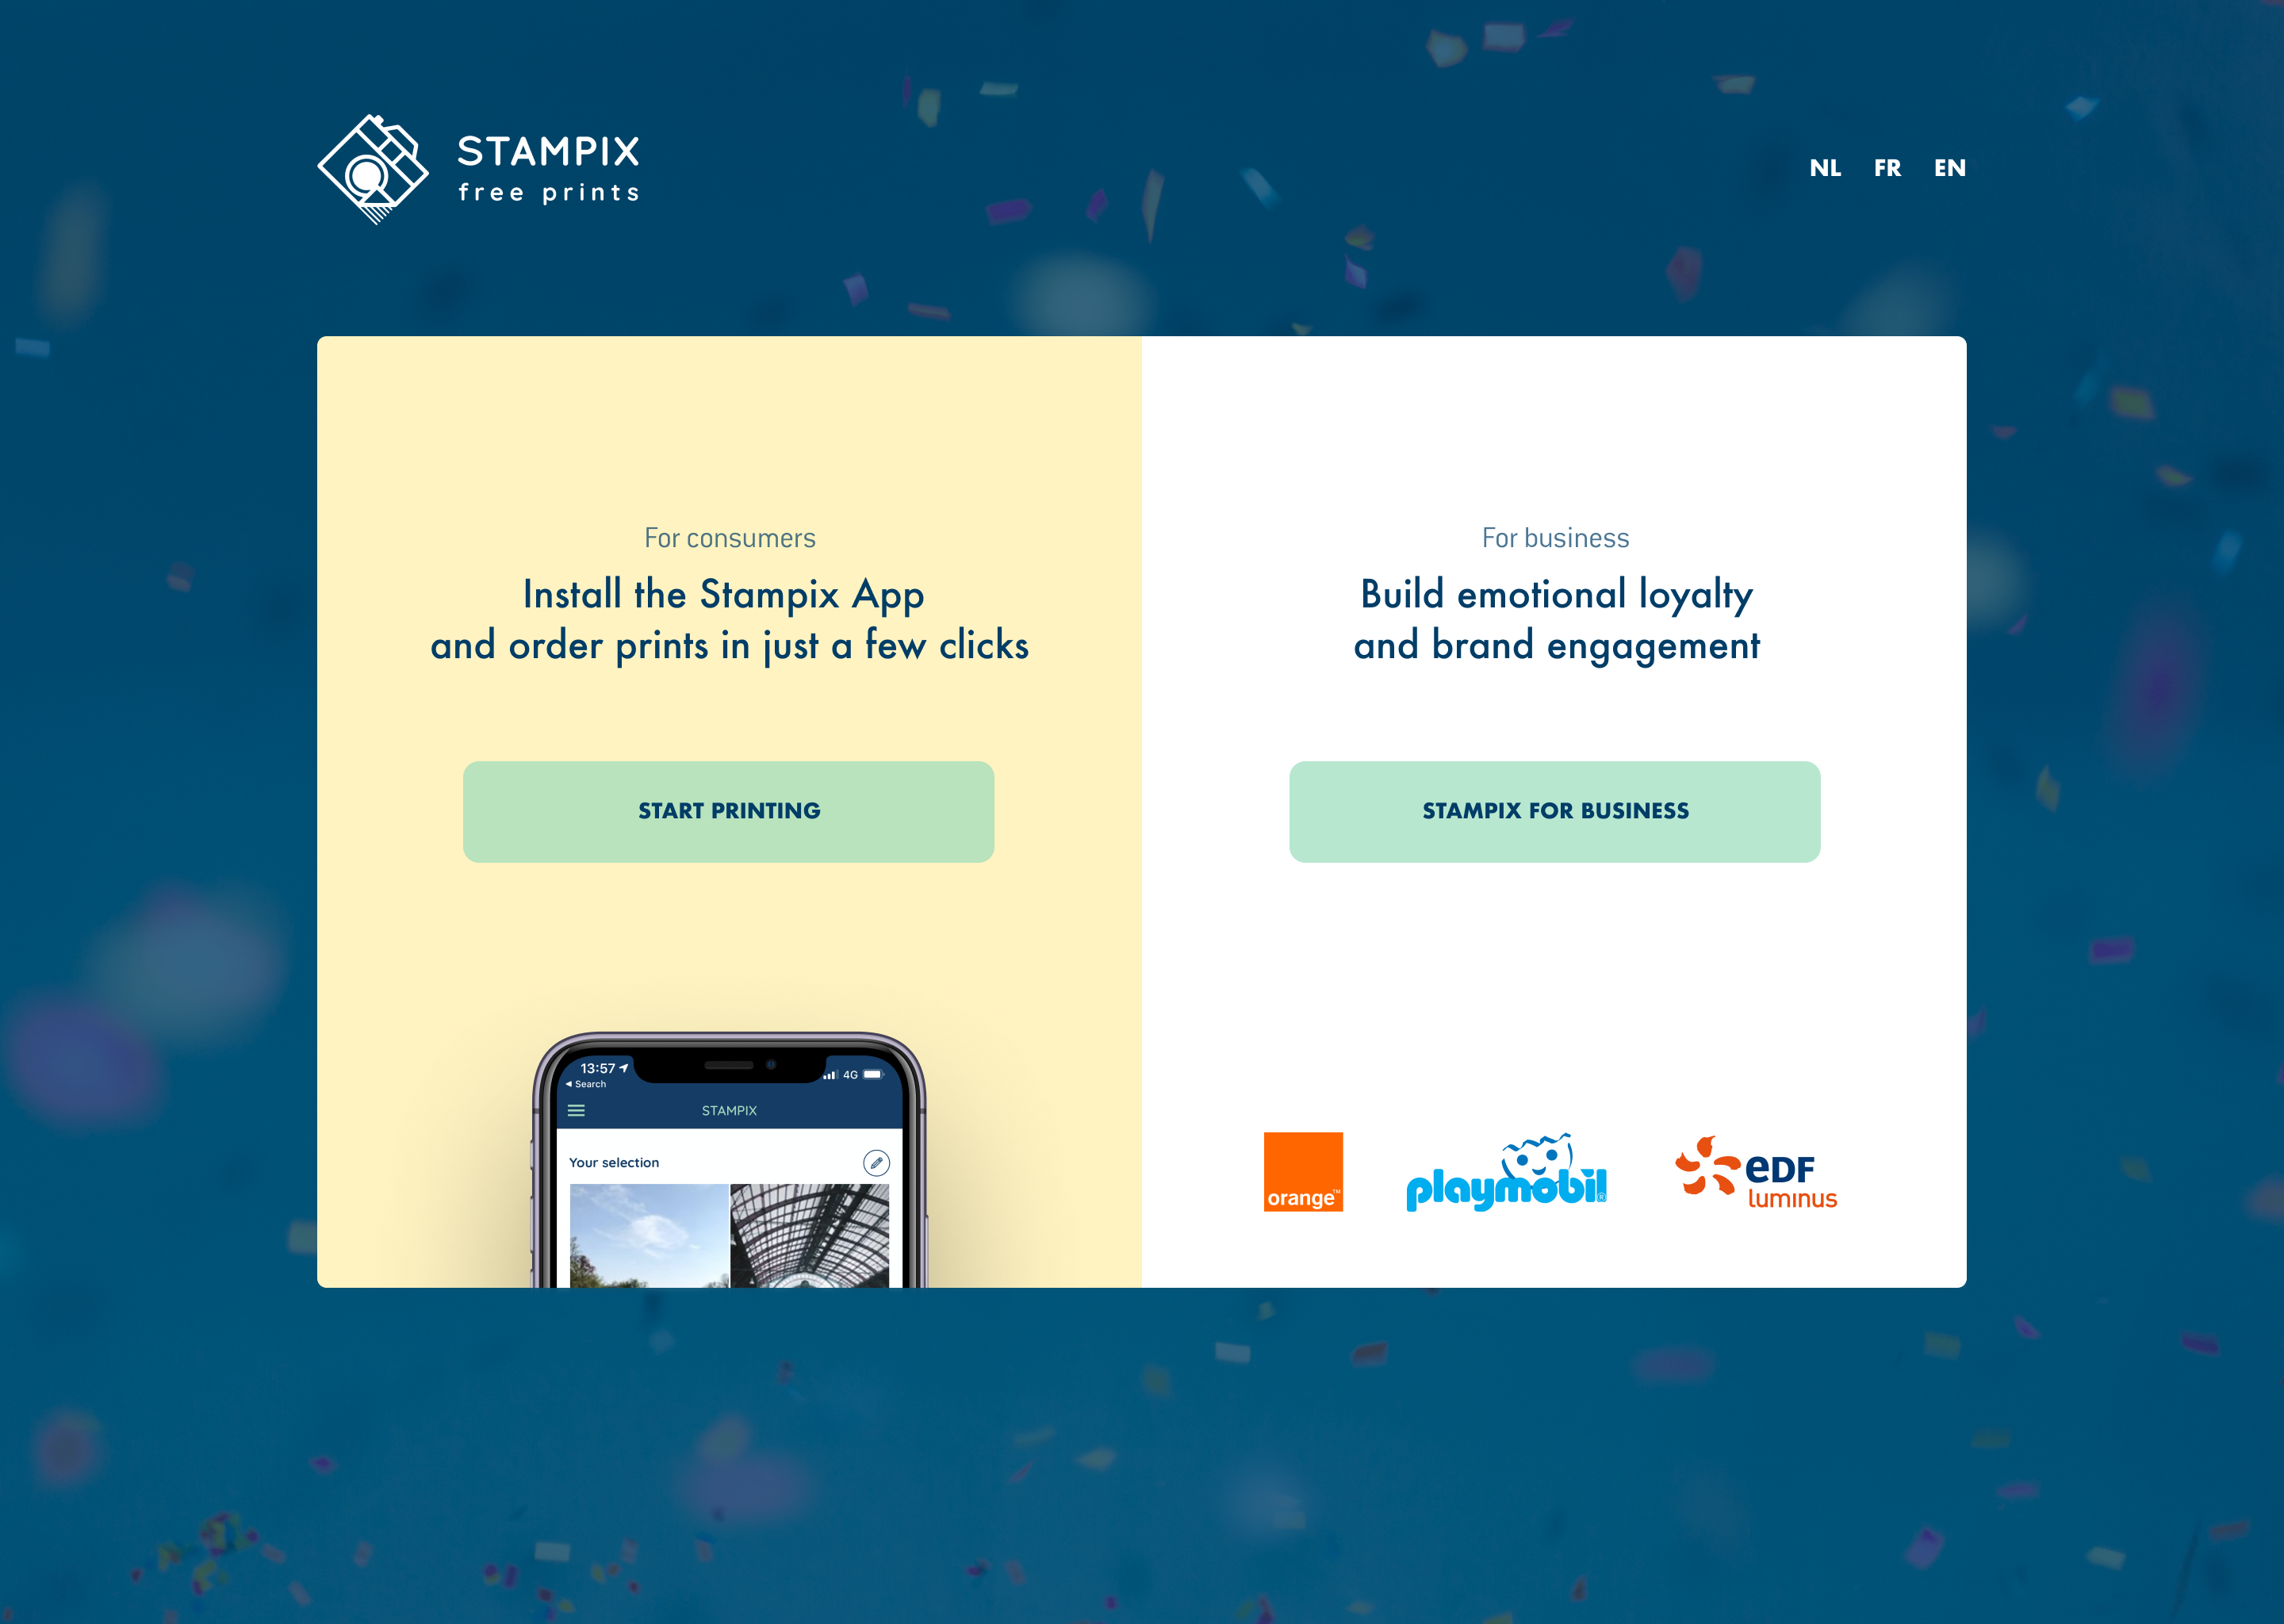 STAMPIX
free prints
NL FR EN
For consumers
Install the Stampix App
and order prints in just a few clicks
START PRINTING
13:57
4G
◀ Search
STAMPIX
Your selection
For business
Build emotional loyalty
and brand engagement
STAMPIX FOR BUSINESS
orange™
playmobil®
eDF
luminus